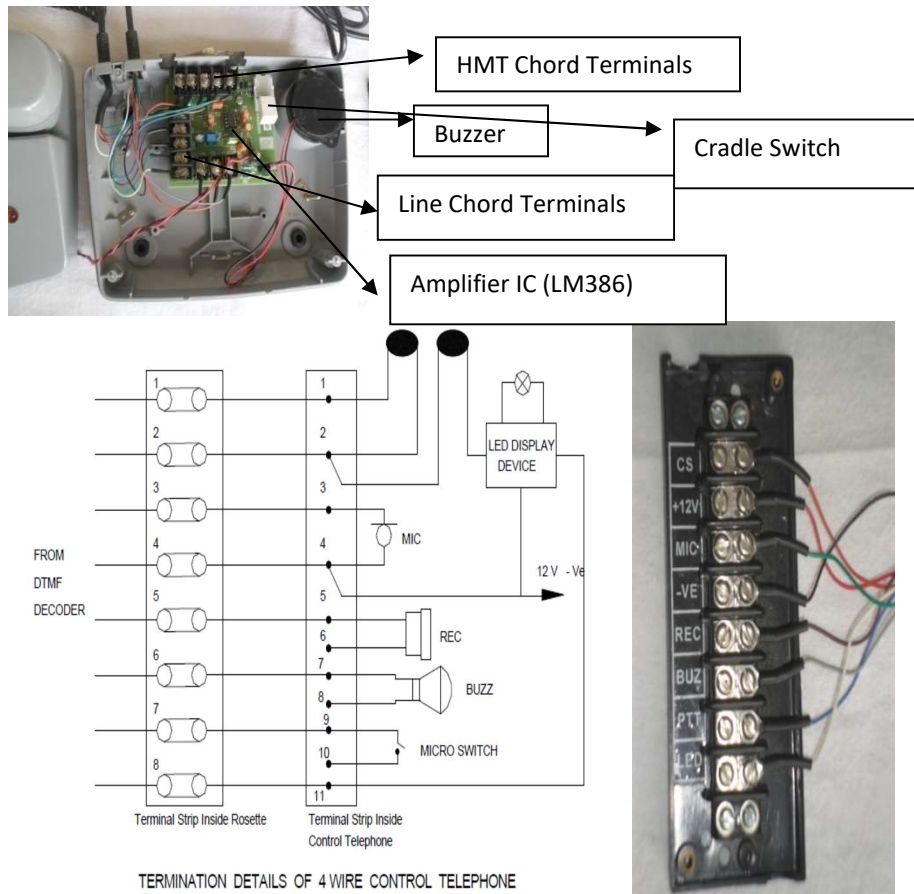 HMT Chord Terminals
Buzzer
Cradle Switch
Line Chord Terminals
Amplifier IC (LM386)
1
2
3
4
5
6
7
8
FROM
DTMF
DECODER
1
2
3
4
5
6
7
8
9
10
11
LED DISPLAY
DEVICE
MIC
12 V - Ve
REC
BUZZ
MICRO SWITCH
Terminal Strip Inside Rosette
Terminal Strip Inside
Control Telephone
TERMINATION DETAILS OF 4 WIRE CONTROL TELEPHONE
CS
+12V
MIC
-VE
REC
BUZ
PTT
LED